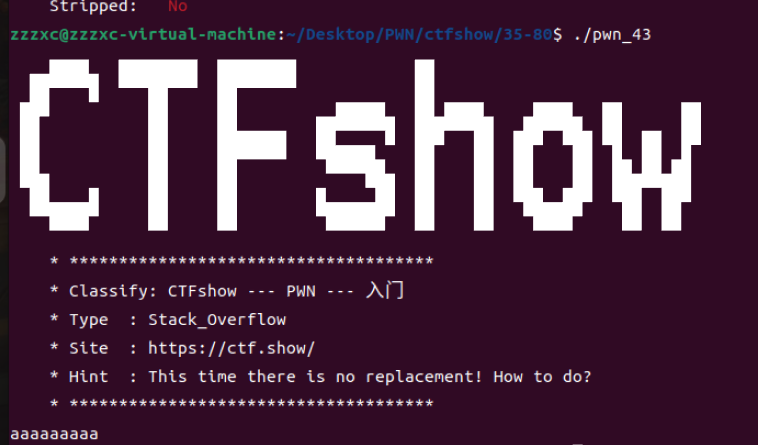 Stripped: No
zzzxc@zzzxc-virtual-machine:~/Desktop/PWN/ctfshow/35-80$ ./pwn_43
CTFshow
* *************************************
* Classify: CTFshow --- PWN --- 入门
* Type  : Stack_Overflow
* Site  : https://ctf.show/
* Hint  : This time there is no replacement! How to do?
* *************************************
aaaaaaaaa